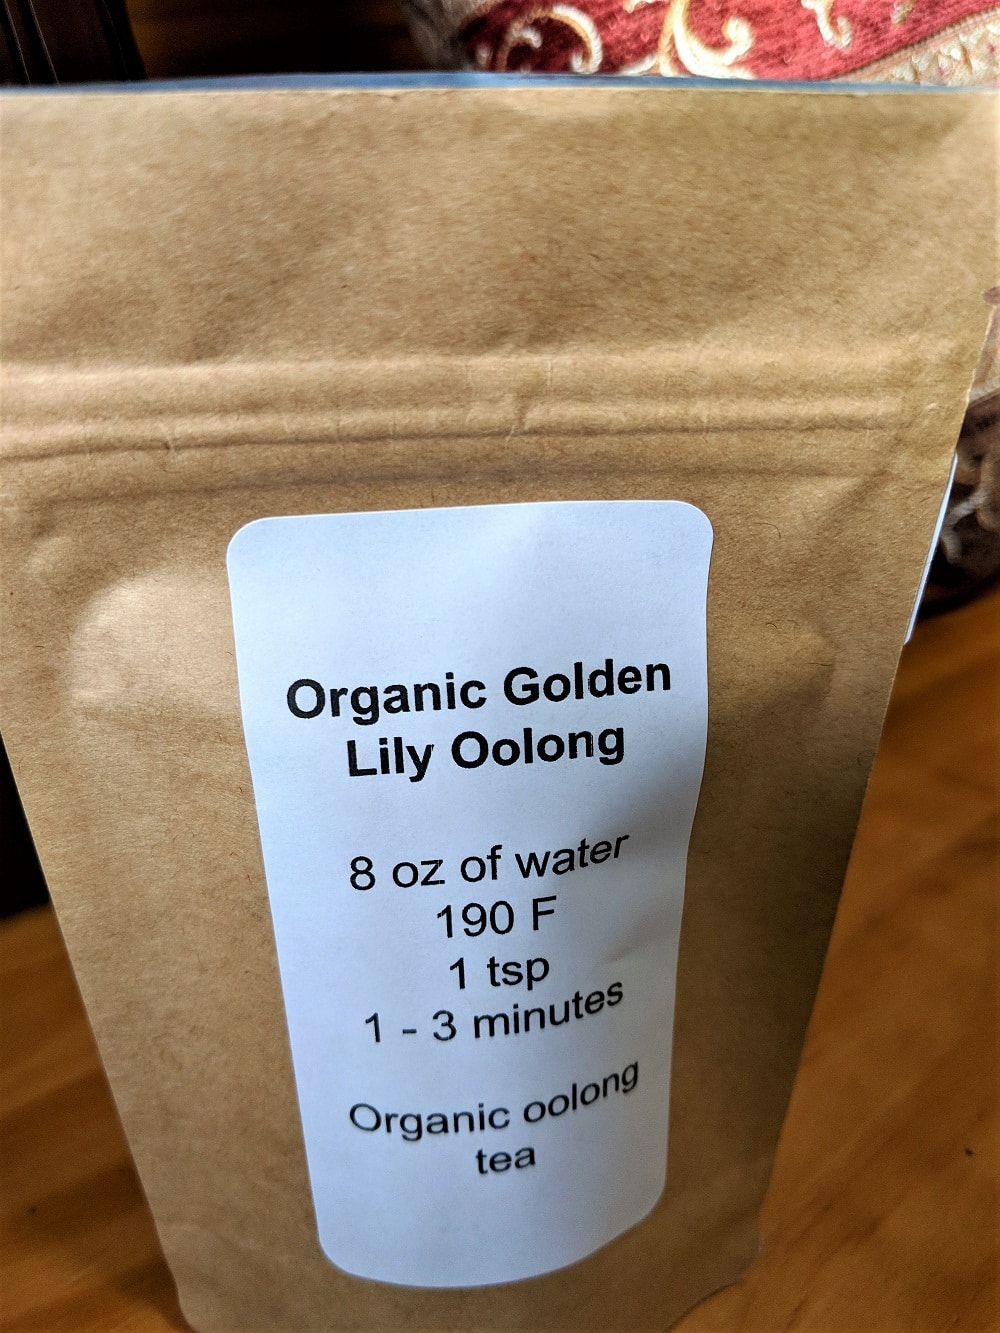 Organic Golden
Lily Oolong
8 oz of water
190 F
1 tsp
1 - 3 minutes
Organic oolong
tea